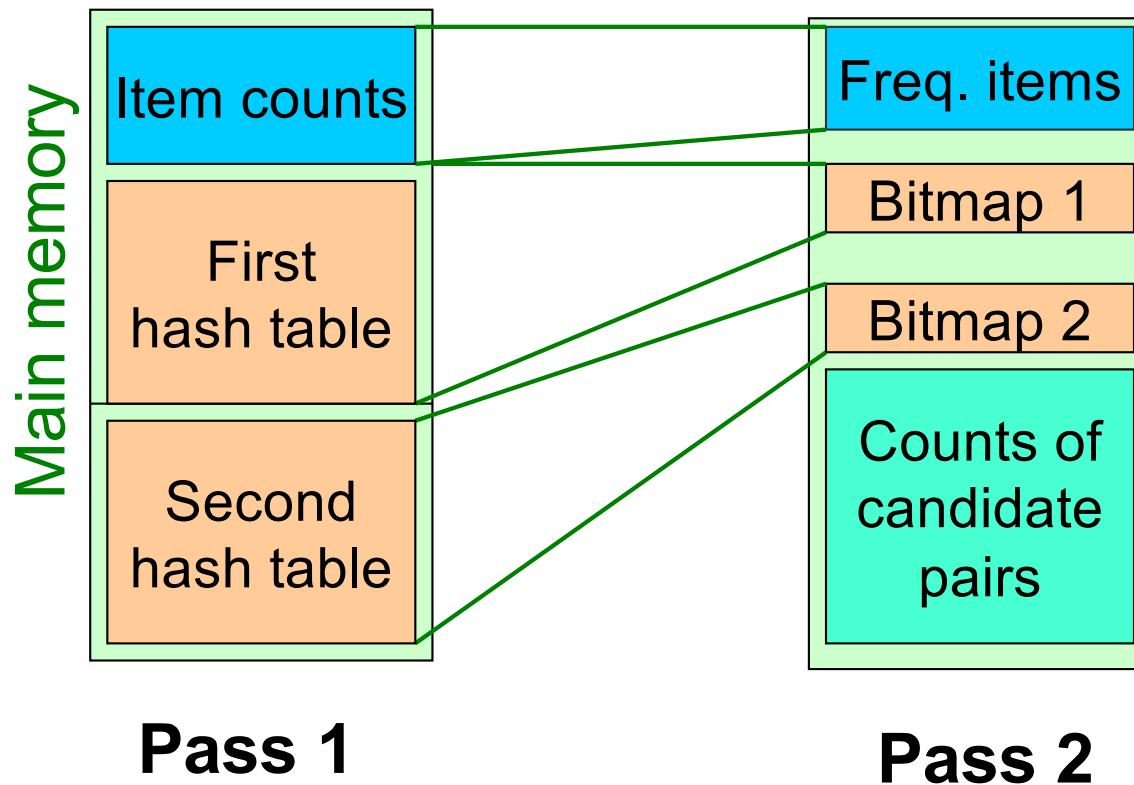 Main memory
Item counts
First
hash table
Second
hash table
Pass 1
Freq. items
Bitmap 1
Bitmap 2
Counts of
candidate
pairs
Pass 2